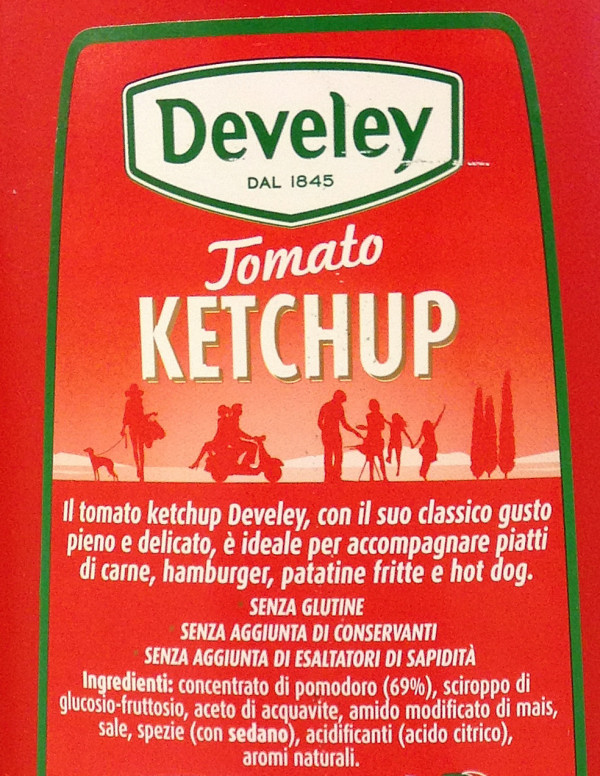 Develey
DAL 1845
Tomato
KETCHUP
Il tomato ketchup Develey, con il suo classico gusto
pieno e delicato, è ideale per accompagnare piatti
di carne, hamburger, patatine fritte e hot dog.
SENZA GLUTINE
SENZA AGGIUNTA DI CONSERVANTI
SENZA AGGIUNTA DI ESALTATORI DI SAPIDITÀ
Ingredienti: concentrato di pomodoro (69%), sciroppo di
glucosio-fruttosio, aceto di acquavite, amido modificato di mais,
sale, spezie (con sedano), acidificanti (acido citrico),
aromi naturali.